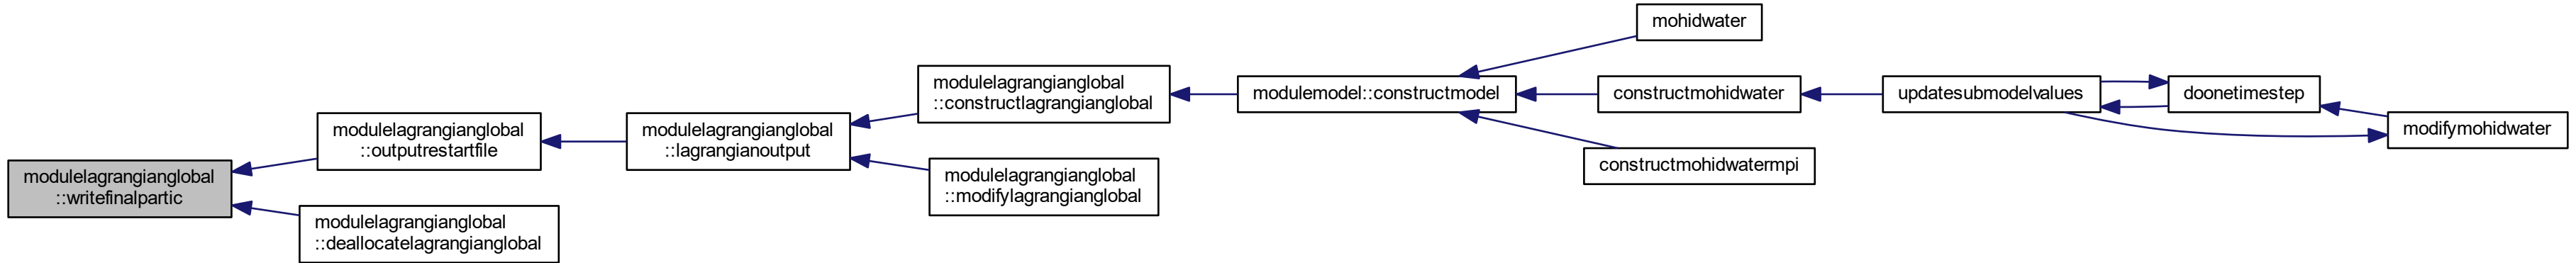 modulelagrangianglobal
::writefinalpartic
modulelagrangianglobal
::outputrestartfile
modulelagrangianglobal
::deallocatelagrangianglobal
modulelagrangianglobal
::lagrangianoutput
modulelagrangianglobal
::constructlagrangianglobal
modulelagrangianglobal
::modifylagrangianglobal
modulemodel::constructmodel
mohidwater
constructmohidwater
constructmohidwatermpi
updatesubmodelvalues
doonetimestep
modifymohidwater